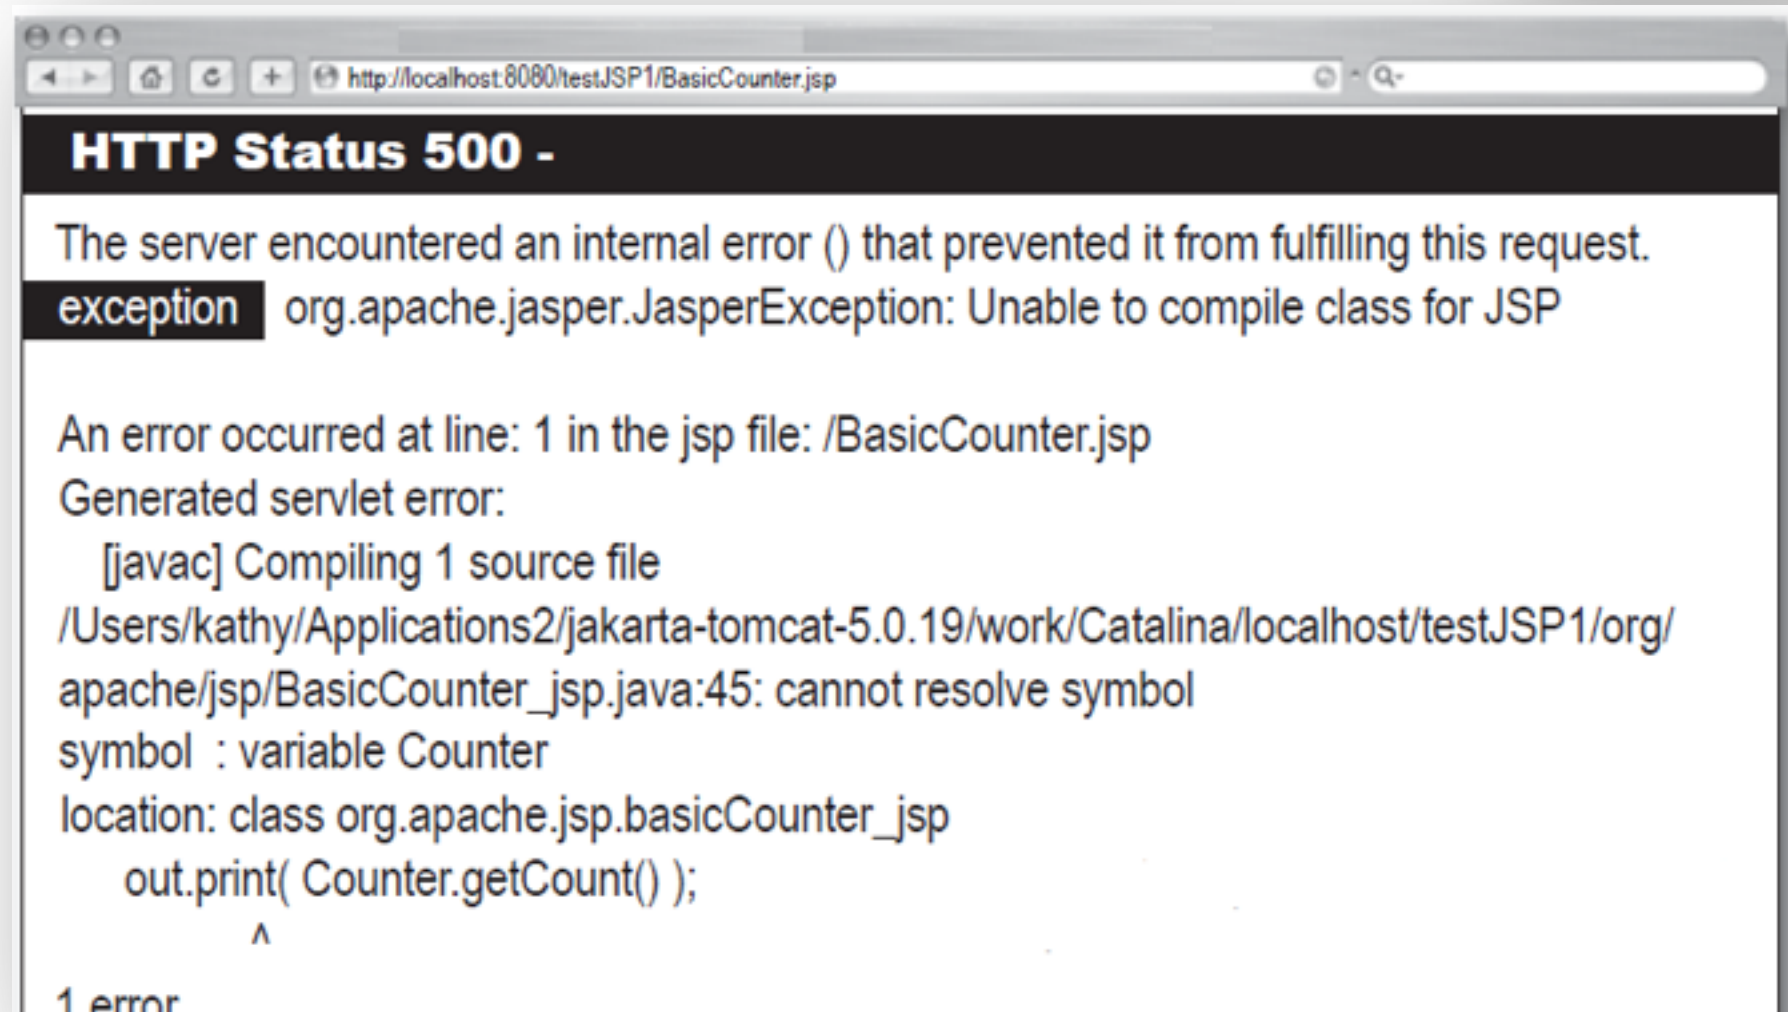 http://localhost:8080/testJSP1/BasicCounter.jsp
HTTP Status 500 -
The server encountered an internal error () that prevented it from fulfilling this request.
exception org.apache.jasper.JasperException: Unable to compile class for JSP
An error occurred at line: 1 in the jsp file: /BasicCounter.jsp
Generated servlet error:
[javac] Compiling 1 source file
/Users/kathy/Applications2/jakarta-tomcat-5.0.19/work/Catalina/localhost/testJSP1/org/
apache/jsp/BasicCounter_jsp.java:45: cannot resolve symbol
symbol : variable Counter
location: class org.apache.jsp.basicCounter_jsp
out.print( Counter.getCount() );
^
1 error